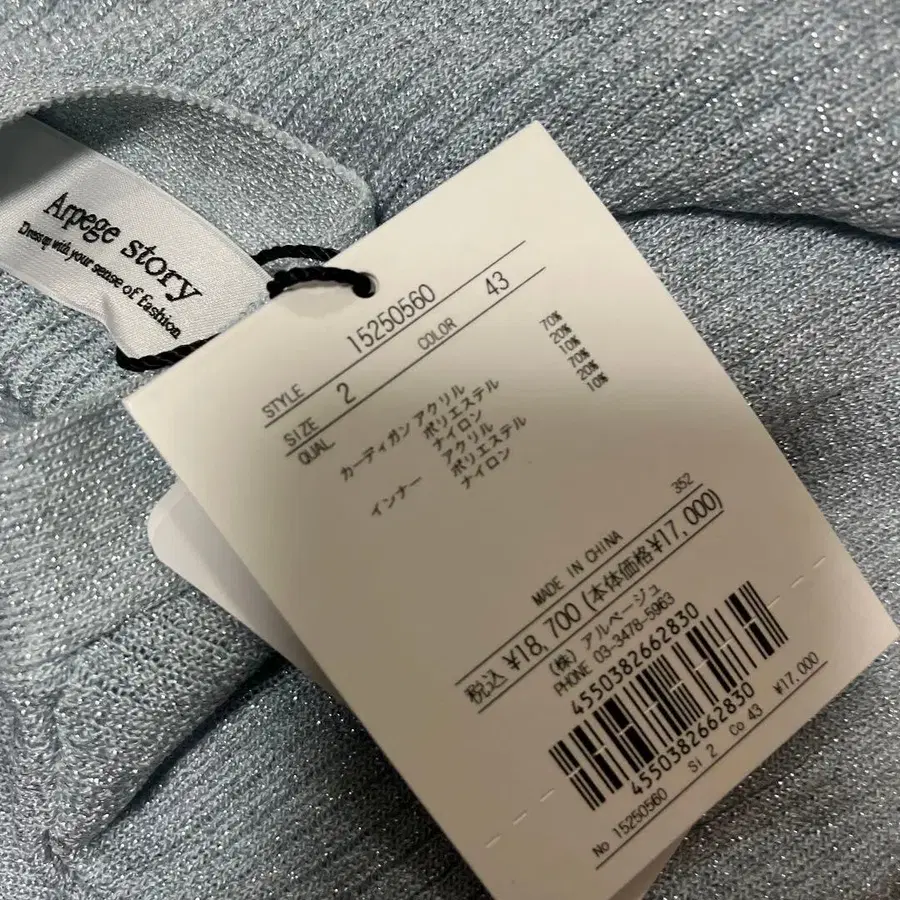 Arpege story
Dress up with your sense of fashion
STYLE 15250560
SIZE 2 COLOR 43
QUAL
カーディガン アクリル 70%
ポリエステル 20%
ナイロン 10%
インナー アクリル 70%
ポリエステル 20%
ナイロン 10%
352
MADE IN CHINA
税込 ¥18,700(本体価格¥17,000)
(株) アルページュ
PHONE 03-3478-5963
4550382662830
4550382662830
No 15250560 Si 2 Co 43 ¥17,000